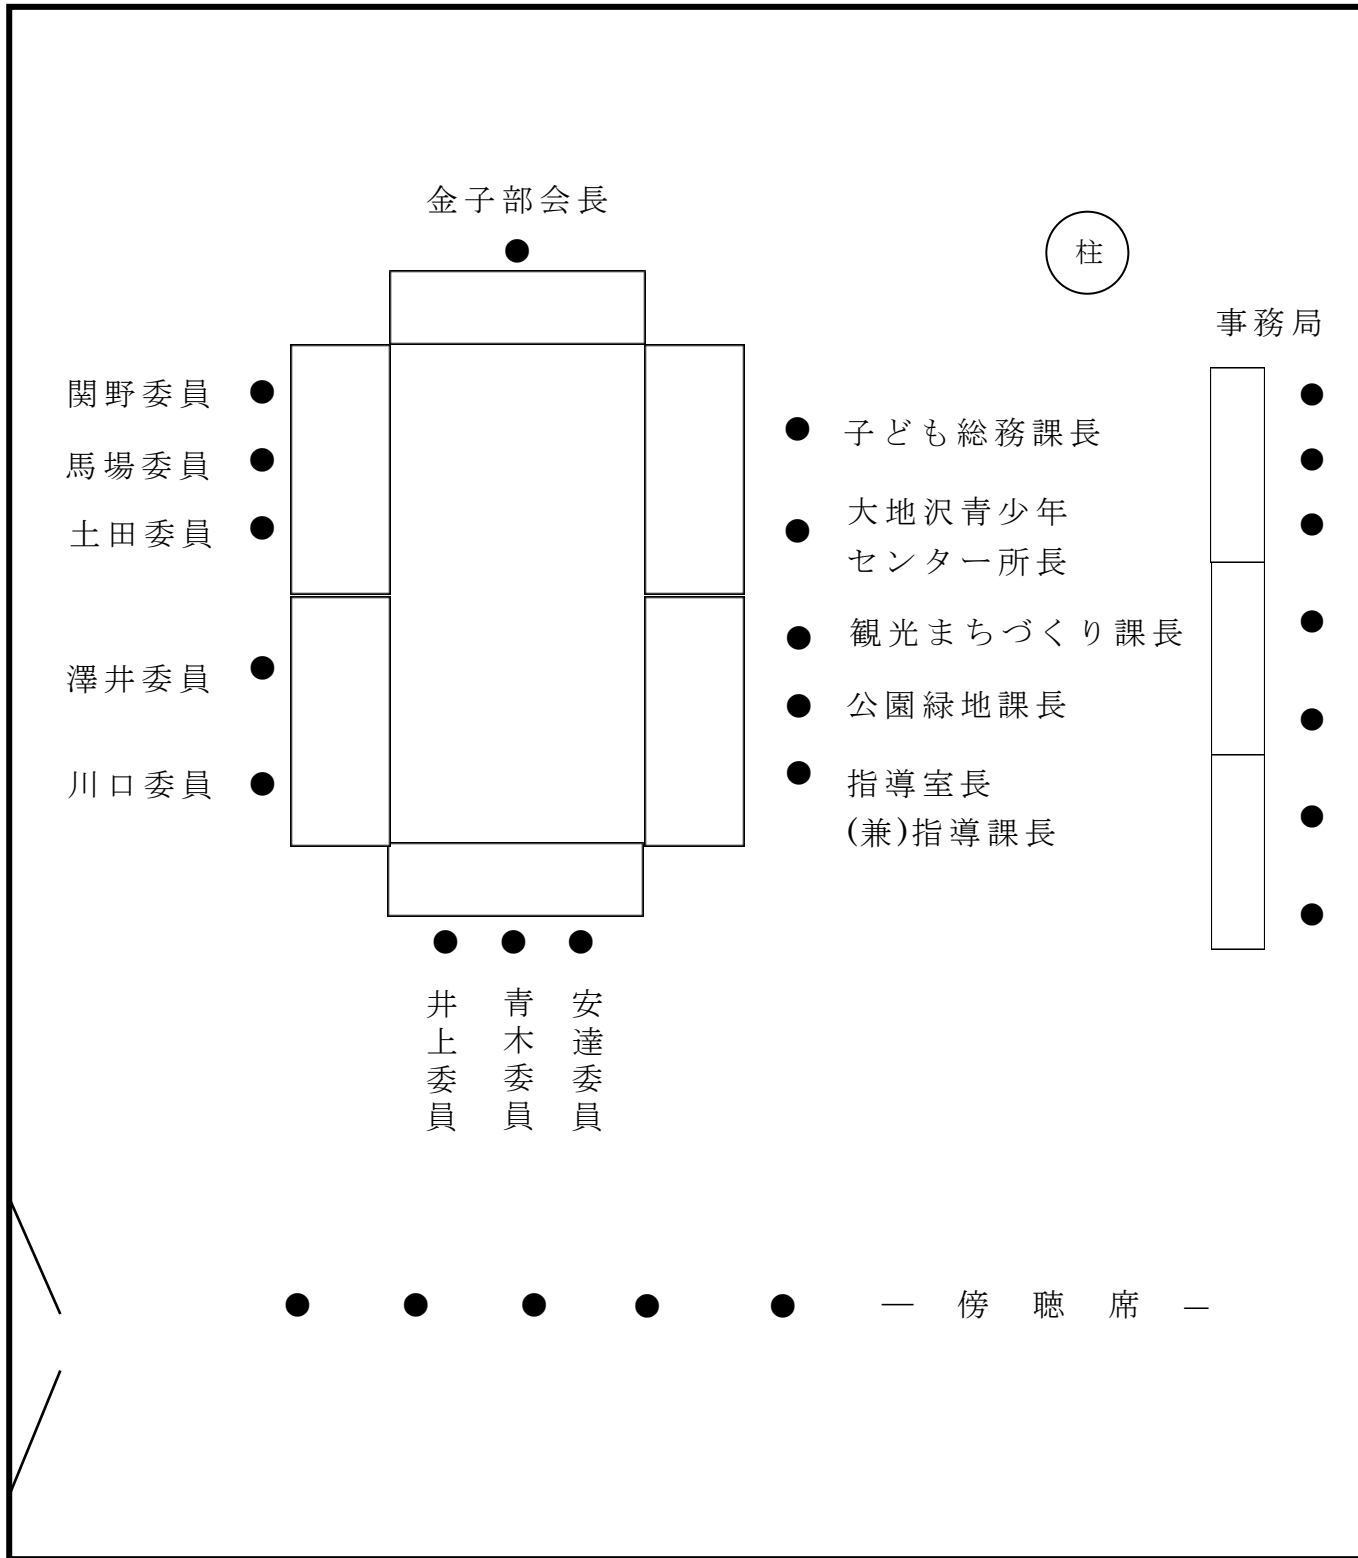 金子部会長
柱
事務局
関野委員
馬場委員
土田委員
澤井委員
川口委員
子ども総務課長
大地沢青少年
センター所長
観光まちづくり課長
公園緑地課長
指導室長
(兼)指導課長
井上委員
青木委員
安達委員
― 傍聴席 ―